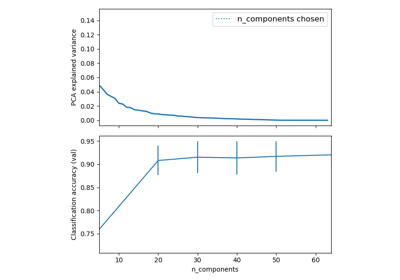 0.14
0.12
0.10
0.08
0.06
0.04
0.02
0.00
PCA explained variance
n_components chosen
0.95
0.90
0.85
0.80
0.75
Classification accuracy (val)
10 20 30 40 50 60
n_components